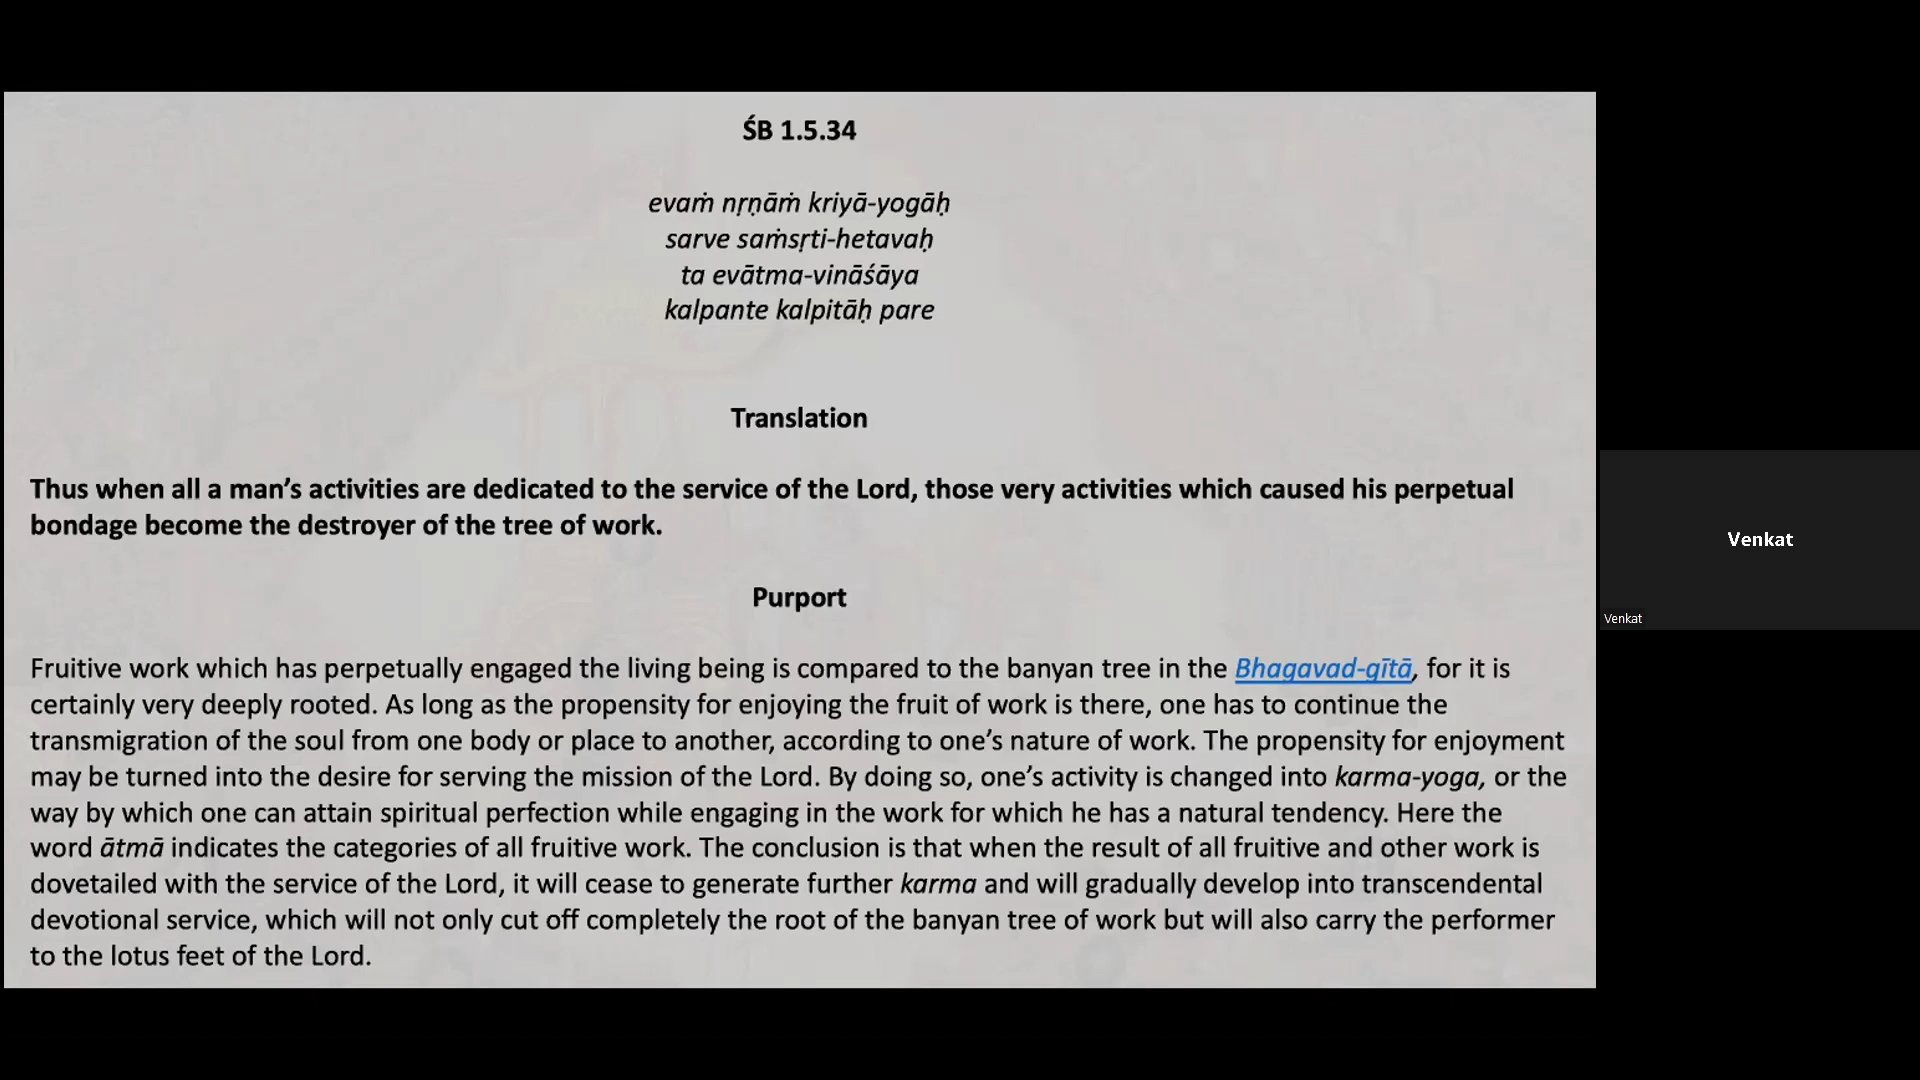 ŚB 1.5.34
evaṁ nṛṇāṁ kriyā-yogāḥ
sarve saṁsṛti-hetavaḥ
ta evātma-vināśāya
kalpante kalpitāḥ pare
Translation
Thus when all a man’s activities are dedicated to the service of the Lord, those very activities which caused his perpetual
bondage become the destroyer of the tree of work.
Purport
Fruitive work which has perpetually engaged the living being is compared to the banyan tree in the Bhagavad-gītā, for it is
certainly very deeply rooted. As long as the propensity for enjoying the fruit of work is there, one has to continue the
transmigration of the soul from one body or place to another, according to one’s nature of work. The propensity for enjoyment
may be turned into the desire for serving the mission of the Lord. By doing so, one’s activity is changed into karma-yoga, or the
way by which one can attain spiritual perfection while engaging in the work for which he has a natural tendency. Here the
word ātmā indicates the categories of all fruitive work. The conclusion is that when the result of all fruitive and other work is
dovetailed with the service of the Lord, it will cease to generate further karma and will gradually develop into transcendental
devotional service, which will not only cut off completely the root of the banyan tree of work but will also carry the performer
to the lotus feet of the Lord.
Venkat
Venkat